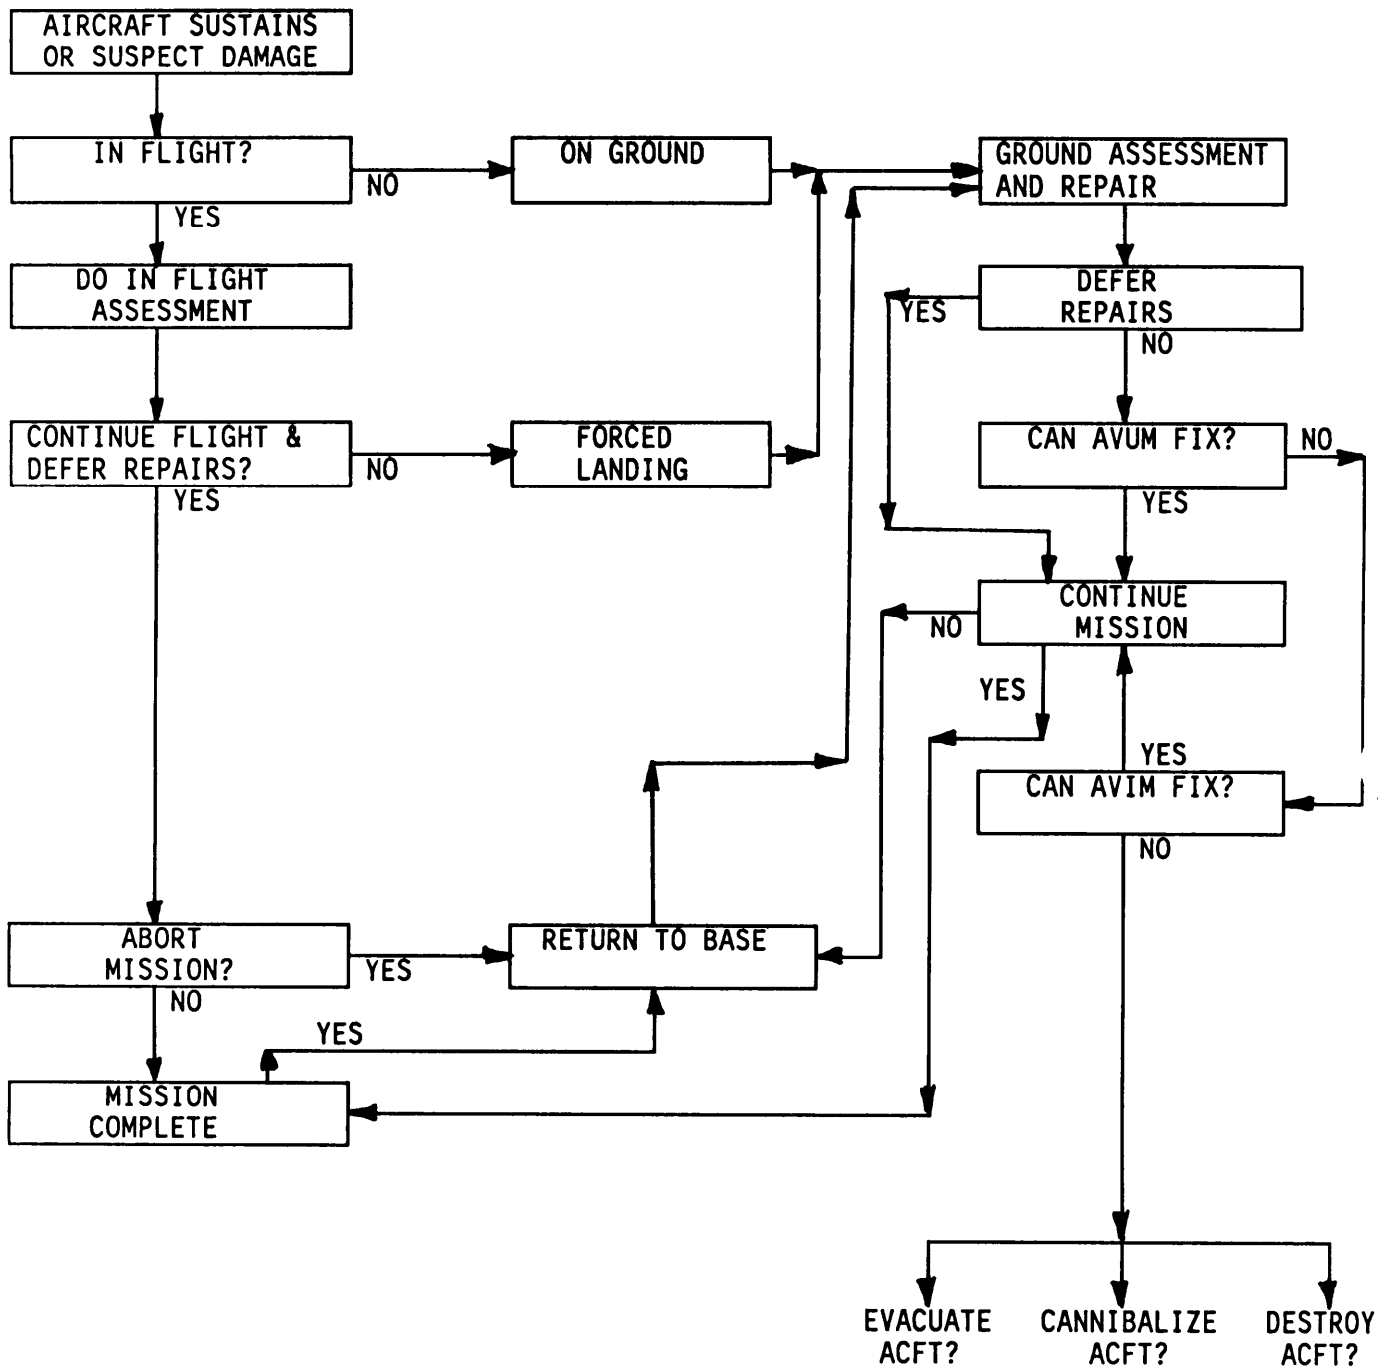 AIRCRAFT SUSTAINS
OR SUSPECT DAMAGE
IN FLIGHT?
NO
YES
ON GROUND
GROUND ASSESSMENT
AND REPAIR
DO IN FLIGHT
ASSESSMENT
DEFER
REPAIRS
YES
NO
CONTINUE FLIGHT &
DEFER REPAIRS?
NO
YES
FORCED
LANDING
CAN AVUM FIX?
NO
YES
CONTINUE
MISSION
NO
YES
YES
CAN AVIM FIX?
NO
ABORT
MISSION?
YES
NO
RETURN TO BASE
YES
MISSION
COMPLETE
EVACUATE
ACFT?
CANNIBALIZE
ACFT?
DESTROY
ACFT?